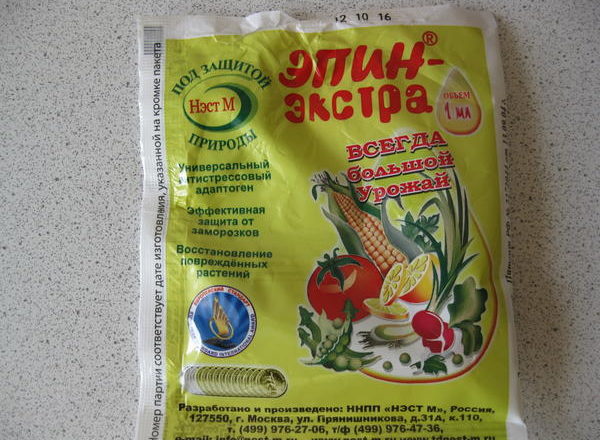 12 10 16
ПОД ЗАЩИТОЙ
Нэст М
ПРИРОДЫ
ЭПИН-®
экстра
ОБЪЕМ
1 мл
ВСЕГДА
большой
Урожай
Универсальный
антистрессовый
адаптоген
Эффективная
защита от
заморозков
Восстановление
повреждённых
растений
Номер партии соответствует дате изготовления, указанной на кромке пакета
Разработано и произведено: ННПП «НЭСТ М», Россия,
127550, г. Москва, ул. Прянишникова, д.31А, к.110,
т. (499) 976-27-06, т/ф (499) 976-47-36,